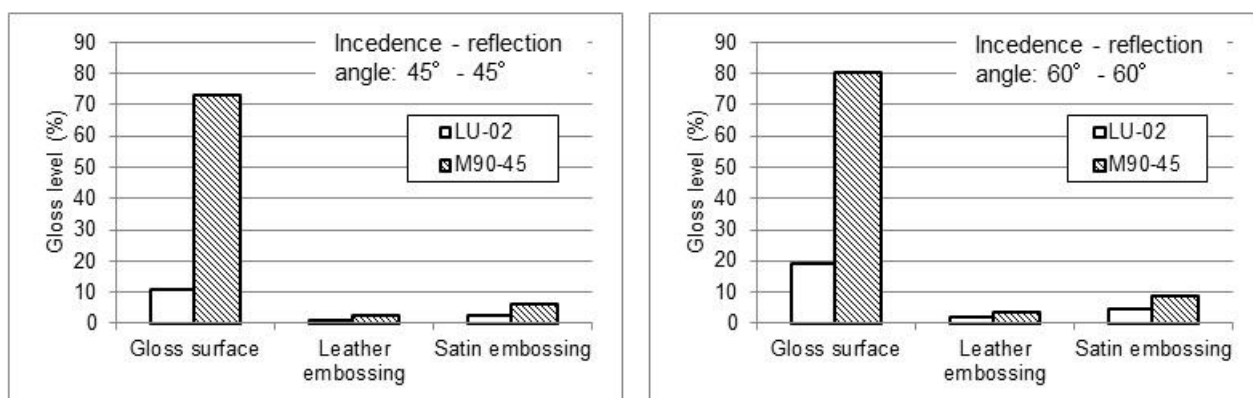 90
80
70
60
50
40
30
20
10
0
Gloss level (%)
Incedence - reflection
angle: 45° - 45°
LU-02
M90-45
Gloss surface
Leather
embossing
Satin embossing
90
80
70
60
50
40
30
20
10
0
Gloss level (%)
Incedence - reflection
angle: 60° - 60°
LU-02
M90-45
Gloss surface
Leather
embossing
Satin embossing